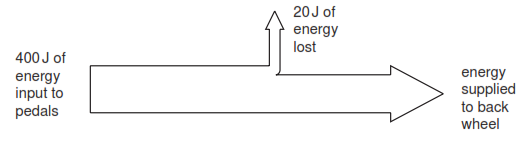 400 J of
energy
input to
pedals
20 J of
energy
lost
energy
supplied
to back
wheel